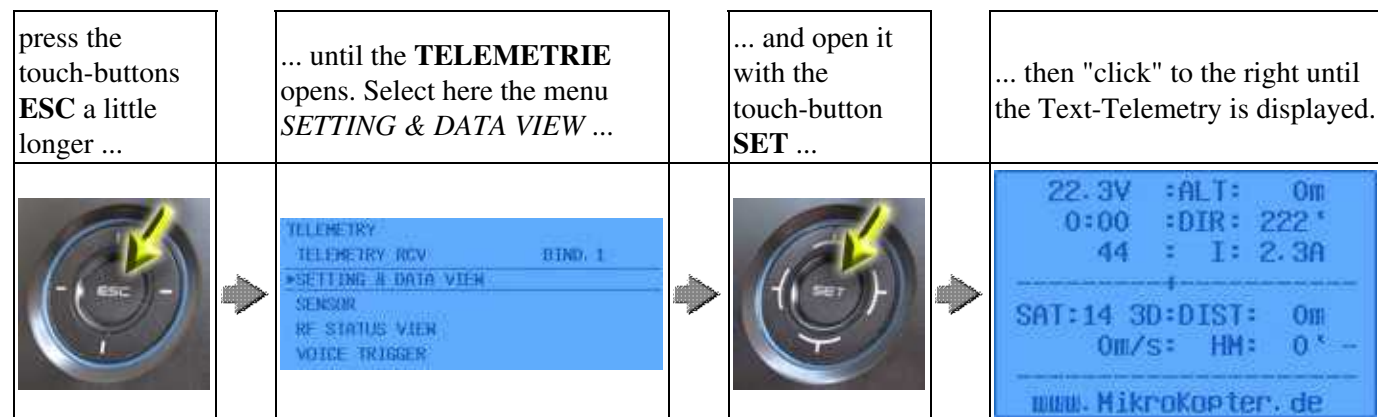 press the
touch-buttons
ESC a little
longer ...
... until the TELEMETRIE
opens. Select here the menu
SETTING & DATA VIEW ...
... and open it
with the
touch-button
SET ...
... then "click" to the right until
the Text-Telemetry is displayed.
ESC
TELEMETRY
TELEMETRY RCV BIND. 1
▶SETTING & DATA VIEW
SENSOR
RF STATUS VIEW
VOICE TRIGGER
SET
22.3V :ALT: 0m
0:00 :DIR: 222°
44 : I: 2.3A
SAT:14 3D:DIST: 0m
0m/s: HM: 0° -
www.MikroKopter.de